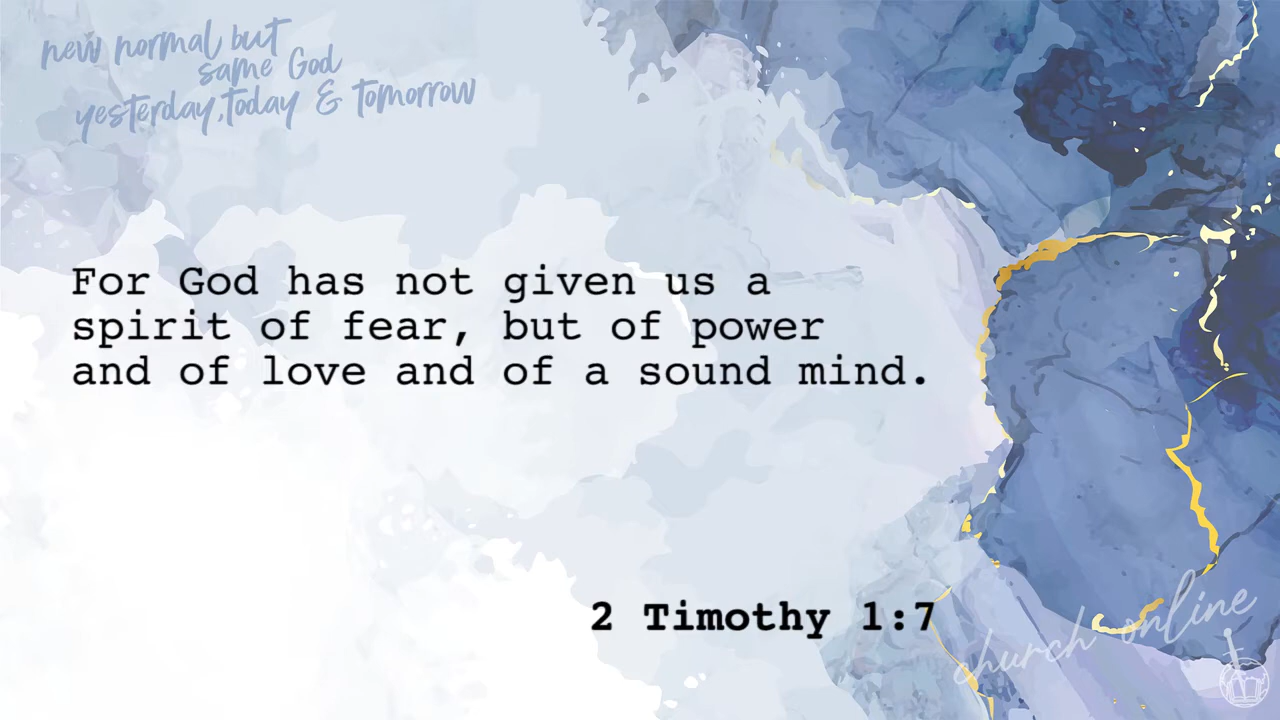 new normal but
same God
yesterday, today & tomorrow
For God has not given us a
spirit of fear, but of power
and of love and of a sound mind.
2 Timothy 1:7
church online